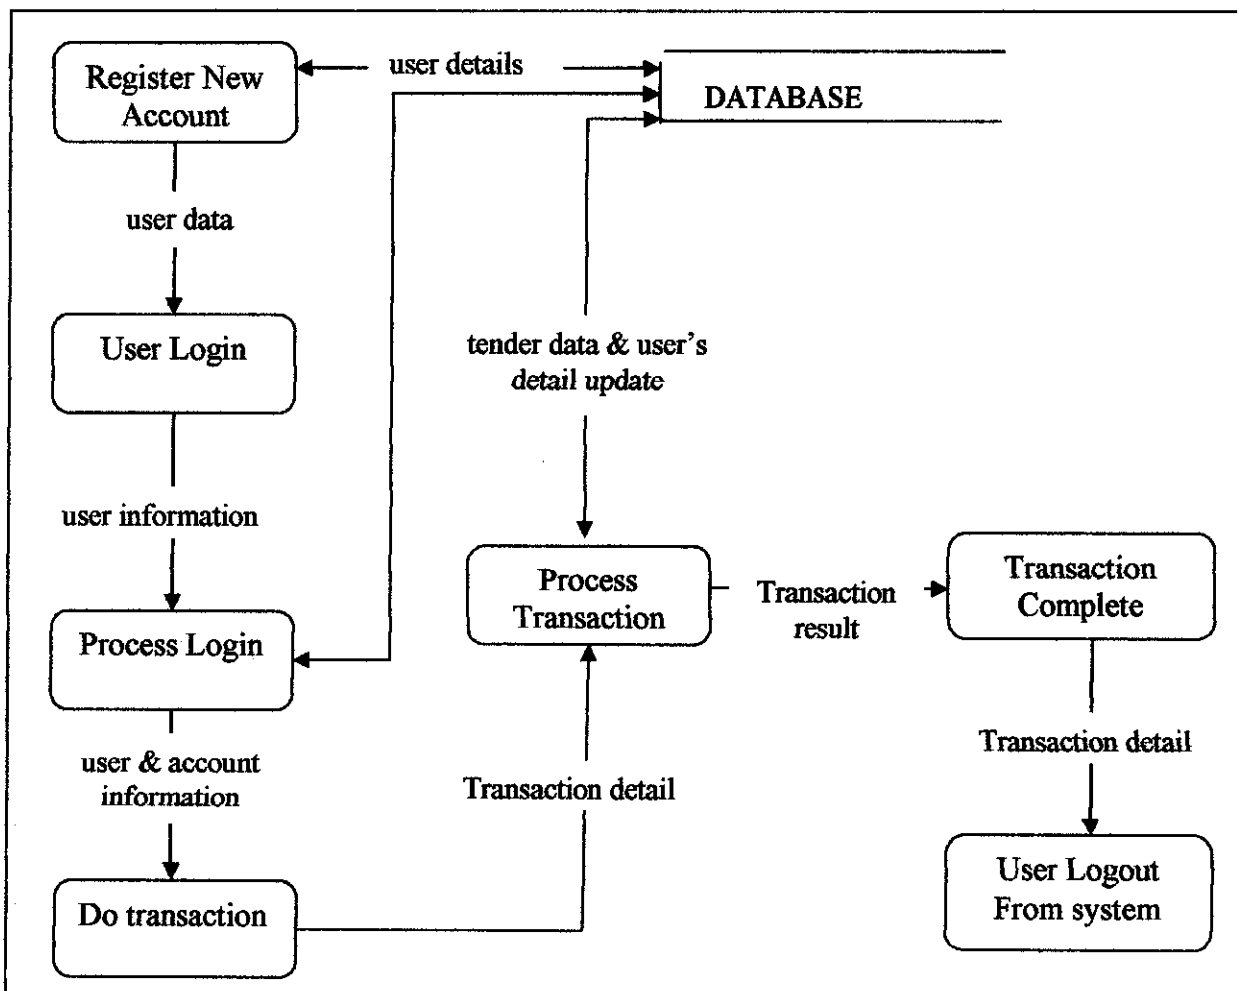 Register New
Account
user details
DATABASE
user data
User Login
tender data & user's
detail update
user information
Process Login
Process
Transaction
Transaction
result
Transaction
Complete
user & account
information
Transaction detail
Transaction detail
Do transaction
User Logout
From system